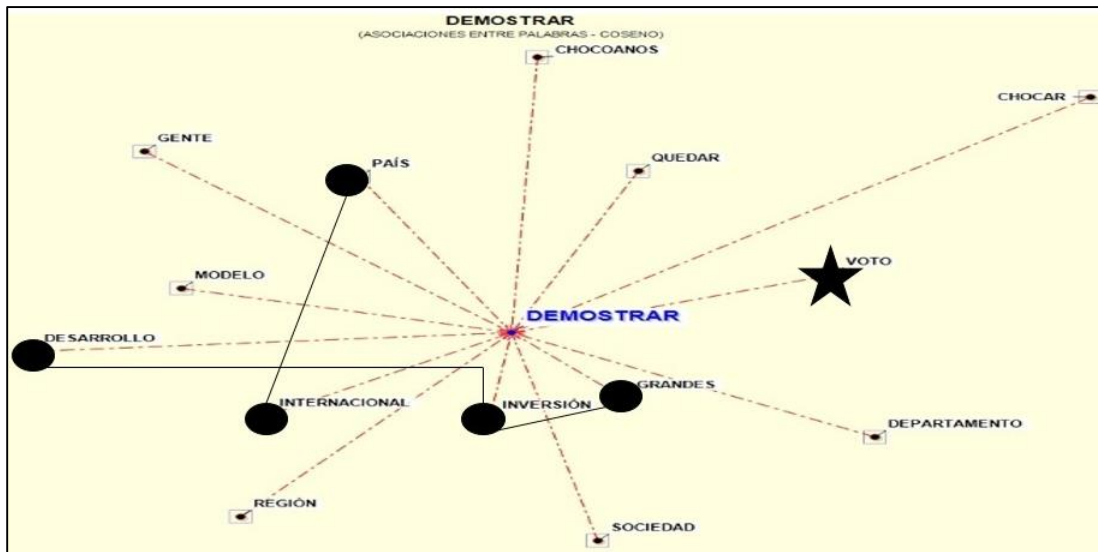 DEMOSTRAR
(ASOCIACIONES ENTRE PALABRAS - COSENO)
CHOCOANOS
CHOCAR
GENTE
PAÍS
QUEDAR
VOTO
MODELO
DEMOSTRAR
DESARROLLO
GRANDES
INTERNACIONAL
INVERSIÓN
DEPARTAMENTO
REGIÓN
SOCIEDAD